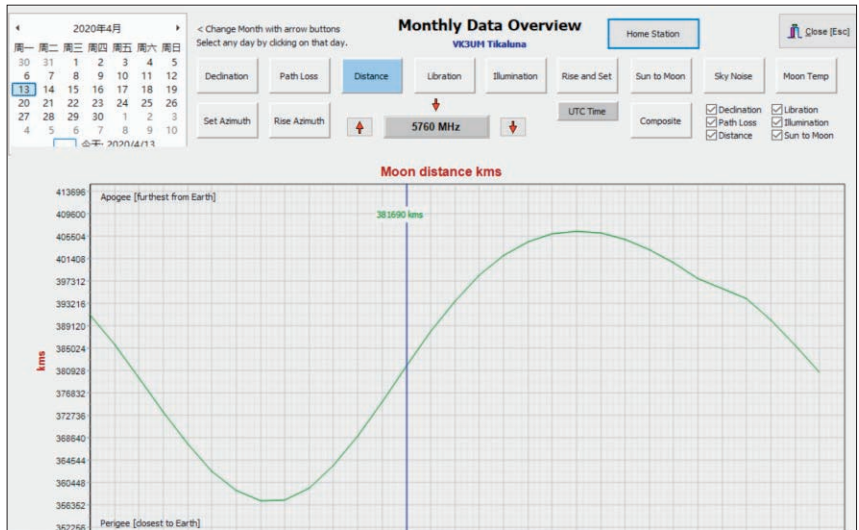 2020年4月
周一 周二 周三 周四 周五 周六 周日
30 31 1 2 3 4 5
6 7 8 9 10 11 12
13 14 15 16 17 18 19
20 21 22 23 24 25 26
27 28 29 30 1 2 3
4 5 6 7 8 9 10
今天: 2020/4/13
< Change Month with arrow buttons
Select any day by clicking on that day.
Monthly Data Overview
VK3UM Tikaluna
Home Station
Close [Esc]
Declination Path Loss Distance Libration Illumination Rise and Set Sun to Moon Sky Noise Moon Temp
Set Azimuth Rise Azimuth 5760 MHz UTC Time Composite
Declination Libration
Path Loss Illumination
Distance Sun to Moon
Moon distance kms
413696
Apogee [furthest from Earth]
409600
381690 kms
405504
401408
397312
393216
389120
385024
kms
380928
376832
372736
368640
364544
360448
356352
Perigee [closest to Earth]
352256